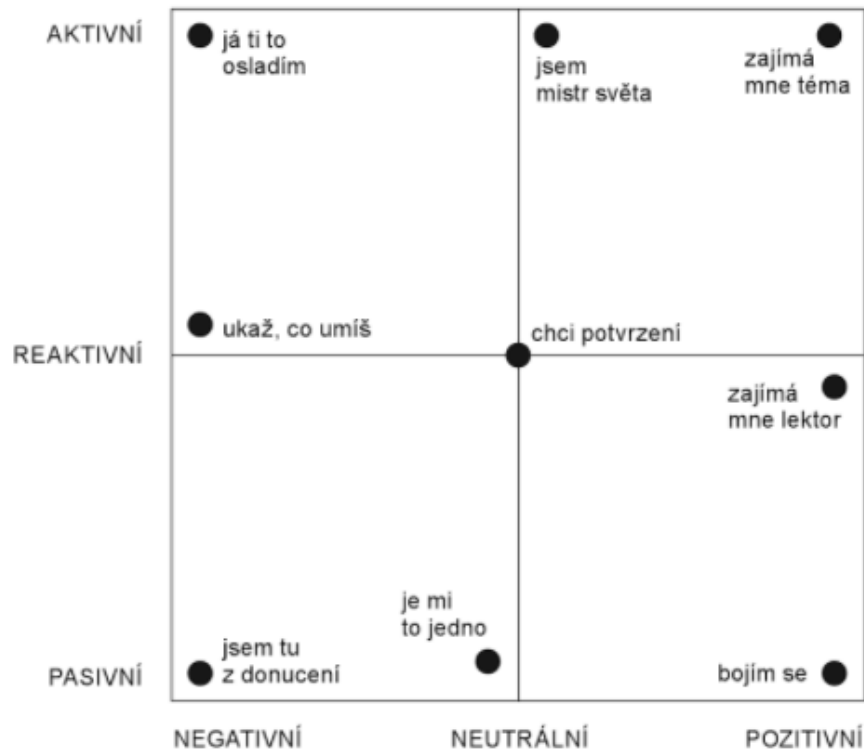 AKTIVNÍ
já ti to
osladím
jsem
mistr světa
zajímá
mne téma
ukaž, co umíš
chci potvrzení
REAKTIVNÍ
zajímá
mne lektor
je mi
to jedno
jsem tu
z donucení
bojím se
PASIVNÍ
NEGATIVNÍ
NEUTRÁLNÍ
POZITIVNÍ